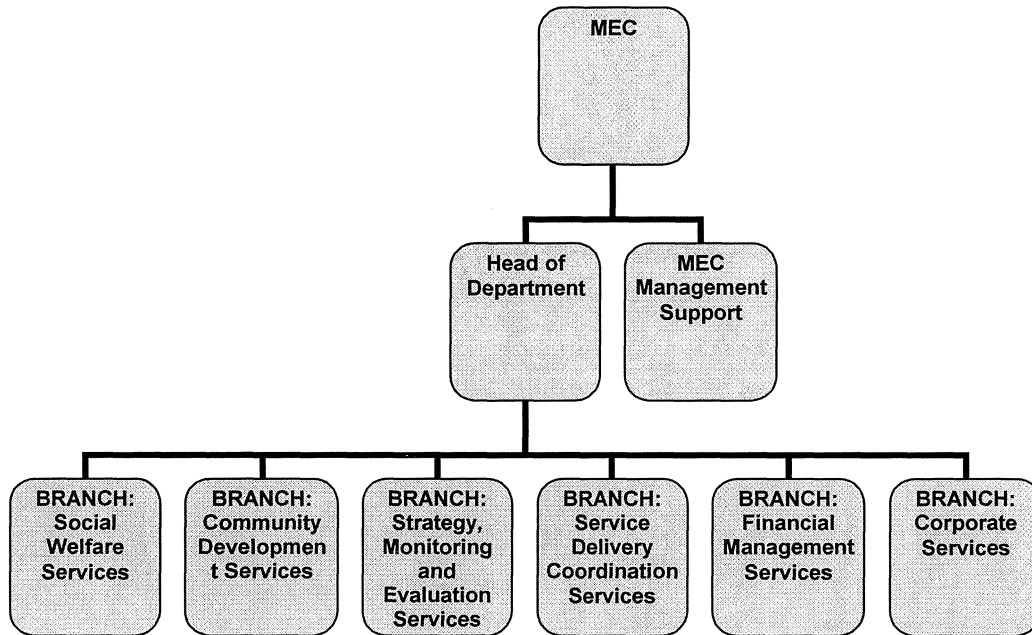 MEC
Head of
Department
MEC
Management
Support
BRANCH:
Social
Welfare
Services
BRANCH:
Community
Developmen
t Services
BRANCH:
Strategy,
Monitoring
and
Evaluation
Services
BRANCH:
Service
Delivery
Coordination
Services
BRANCH:
Financial
Management
Services
BRANCH:
Corporate
Services